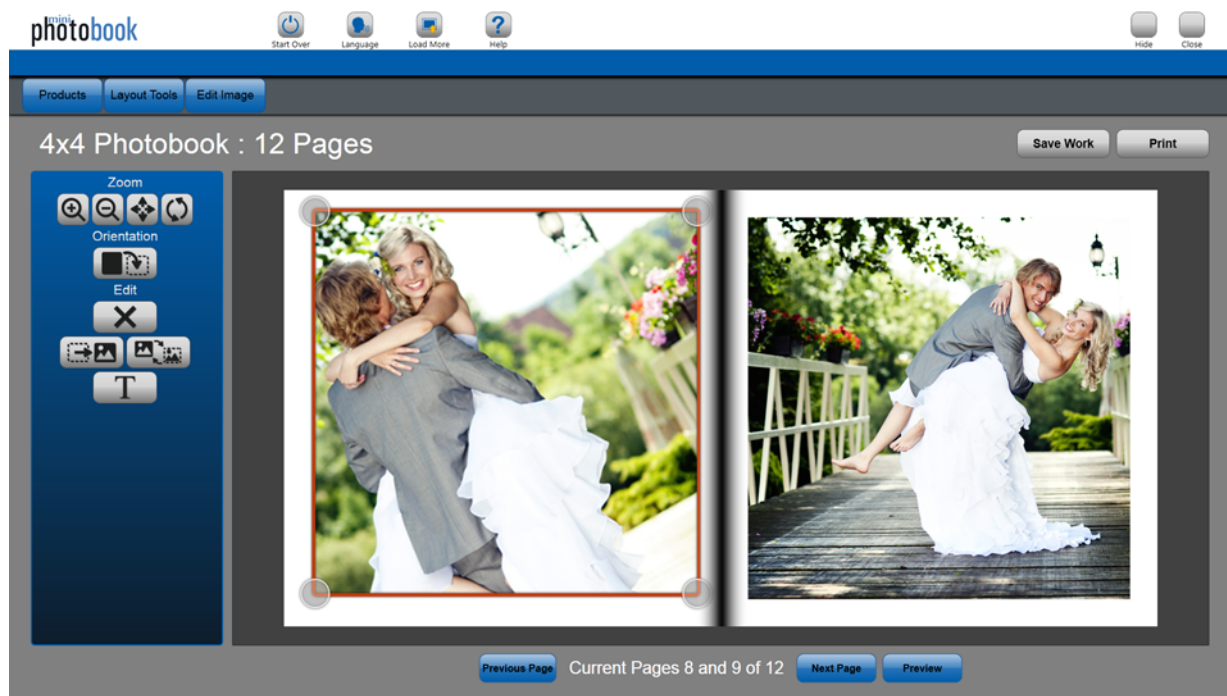 mini
photobook
Start Over
Language
Load More
Help
Hide
Close
Products
Layout Tools
Edit Image
4x4 Photobook : 12 Pages
Save Work
Print
Zoom
Orientation
Edit
T
Previous Page
Current Pages 8 and 9 of 12
Next Page
Preview